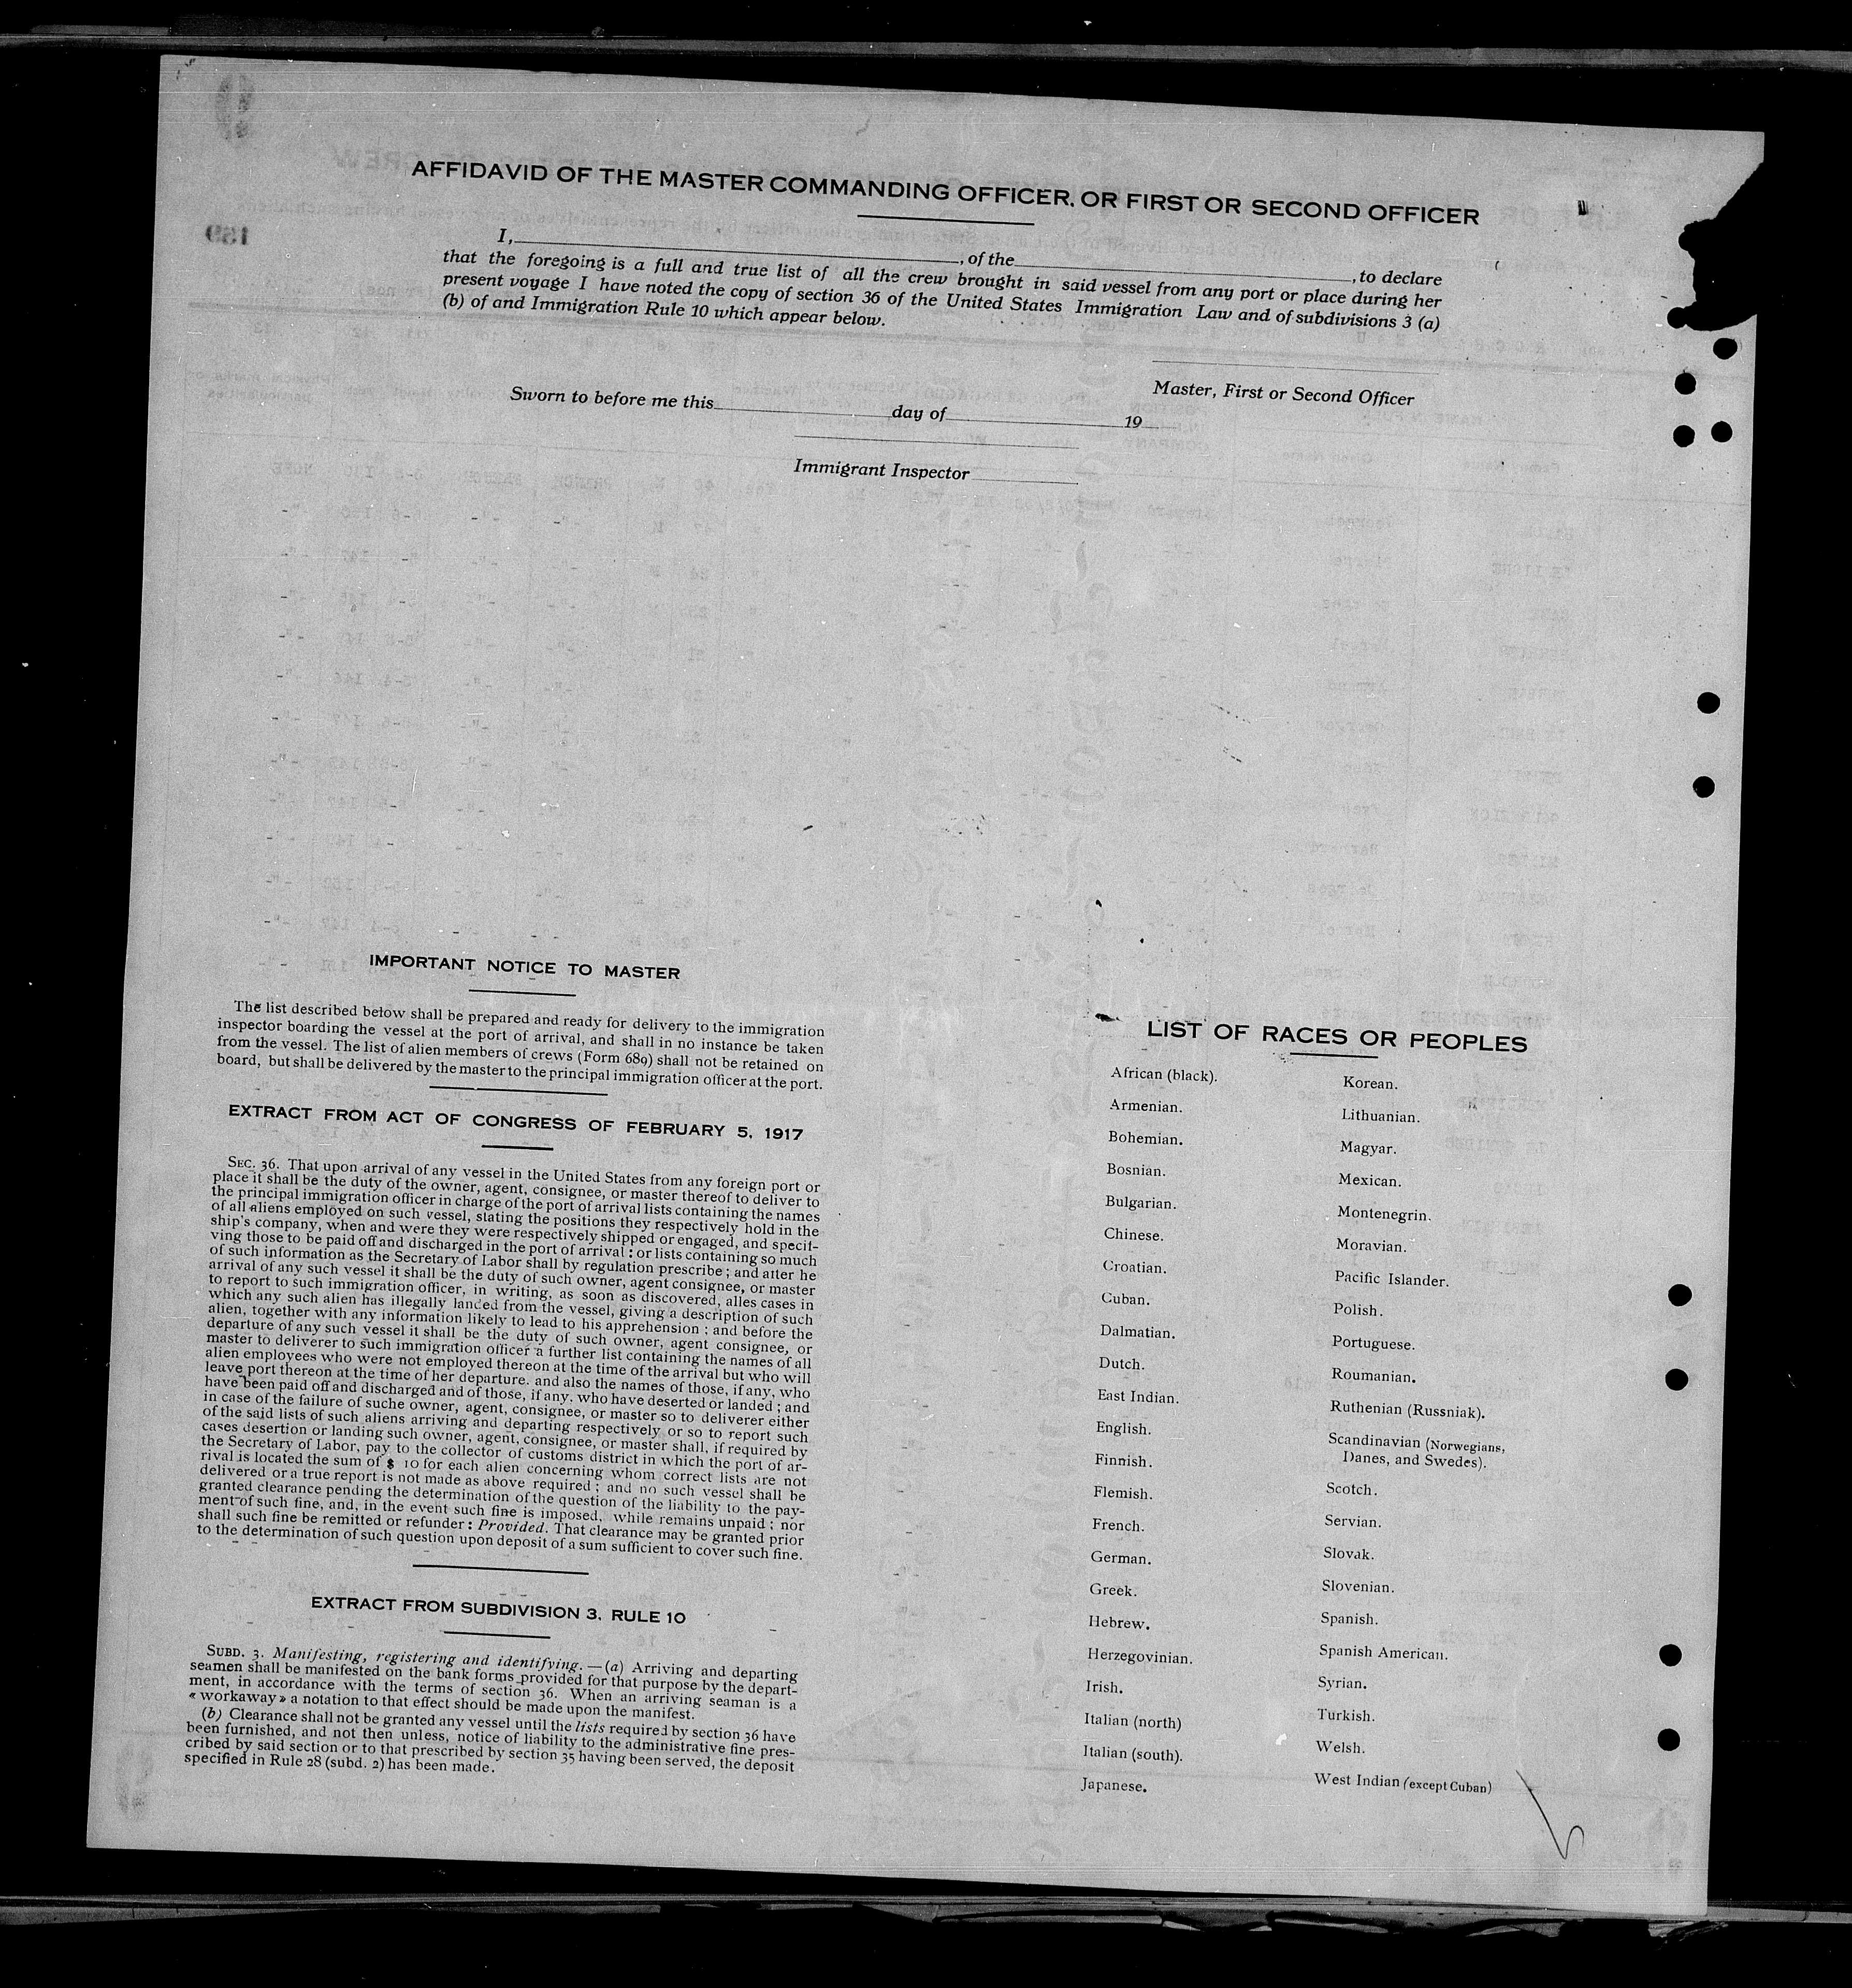 AFFIDAVID OF THE MASTER COMMANDING OFFICER, OR FIRST OR SECOND OFFICER
I, , of the , to declare
that the foregoing is a full and true list of all the crew brought in said vessel from any port or place during her
present voyage I have noted the copy of section 36 of the United States Immigration Law and of subdivisions 3 (a)
(b) of and Immigration Rule 10 which appear below.
Master, First or Second Officer
Sworn to before me this day of 19
Immigrant Inspector
IMPORTANT NOTICE TO MASTER
The list described below shall be prepared and ready for delivery to the immigration
inspector boarding the vessel at the port of arrival, and shall in no instance be taken
from the vessel. The list of alien members of crews (Form 689) shall not be retained on
board, but shall be delivered by the master to the principal immigration officer at the port.
EXTRACT FROM ACT OF CONGRESS OF FEBRUARY 5, 1917
SEC. 36. That upon arrival of any vessel in the United States from any foreign port or
place it shall be the duty of the owner, agent, consignee, or master thereof to deliver to
the principal immigration officer in charge of the port of arrival lists containing the names
of all aliens employed on such vessel, stating the positions they respectively hold in the
ship's company, when and were they were respectively shipped or engaged, and specif-
ving those to be paid off and discharged in the port of arrival : or lists containing so much
of such information as the Secretary of Labor shall by regulation prescribe ; and atter he
arrival of any such vessel it shall be the duty of such owner, agent consignee, or master
to report to such immigration officer, in writing, as soon as discovered, alles cases in
which any such alien has illegally landed from the vessel, giving a description of such
alien, together with any information likely to lead to his apprehension ; and before the
departure of any such vessel it shall be the duty of such owner, agent consignee, or
master to deliverer to such immigration officer a further list containing the names of all
alien employees who were not employed thereon at the time of the arrival but who will
leave port thereon at the time of her departure. and also the names of those, if any, who
have been paid off and discharged and of those, if any. who have deserted or landed ; and
in case of the failure of suche owner, agent, consignee, or master so to deliverer either
of the said lists of such aliens arriving and departing respectively or so to report such
cases desertion or landing such owner, agent, consignee, or master shall, if required by
the Secretary of Labor, pay to the collector of customs district in which the port of ar-
rival is located the sum of $ 10 for each alien concerning whom correct lists are not
delivered or a true report is not made as above required ; and no such vessel shall be
granted clearance pending the determination of the question of the liability to the pay-
ment of such fine, and, in the event such fine is imposed, while remains unpaid ; nor
shall such fine be remitted or refunder : Provided. That clearance may be granted prior
to the determination of such question upon deposit of a sum sufficient to cover such fine.
EXTRACT FROM SUBDIVISION 3, RULE 10
SUBD. 3. Manifesting, registering and identifying. — (a) Arriving and departing
seamen shall be manifested on the bank forms provided for that purpose by the depart-
ment, in accordance with the terms of section 36. When an arriving seaman is a
« workaway » a notation to that effect should be made upon the manifest.
(b) Clearance shall not be granted any vessel until the lists required by section 36 have
been furnished, and not then unless, notice of liability to the administrative fine pres-
cribed by said section or to that prescribed by section 35 having been served, the deposit
specified in Rule 28 (subd. 2) has been made.
LIST OF RACES OR PEOPLES
African (black).
Armenian.
Bohemian.
Bosnian.
Bulgarian.
Chinese.
Croatian.
Cuban.
Dalmatian.
Dutch.
East Indian.
English.
Finnish.
Flemish.
French.
German.
Greek.
Hebrew.
Herzegovinian.
Irish.
Italian (north)
Italian (south).
Japanese.
Korean.
Lithuanian.
Magyar.
Mexican.
Montenegrin.
Moravian.
Pacific Islander.
Polish.
Portuguese.
Roumanian.
Ruthenian (Russniak).
Scandinavian (Norwegians,
Danes, and Swedes).
Scotch.
Servian.
Slovak.
Slovenian.
Spanish.
Spanish American.
Syrian.
Turkish.
Welsh.
West Indian (except Cuban)